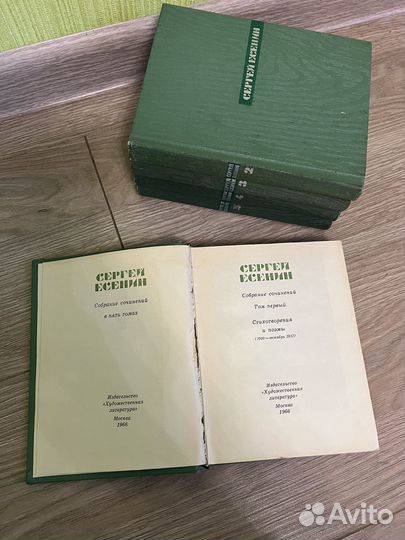 СЕРГЕЙ ЕСЕНИН
5 4 3 2
СЕРГЕЙ
ЕСЕНИН
Собрание сочинений
в пяти томах
Издательство
«Художественная
литература»
Москва
1966
СЕРГЕЙ
ЕСЕНИН
Собрание сочинений
Том первый
Стихотворения
и поэмы
Издательство
«Художественная
литература»
Москва
1966
Avito